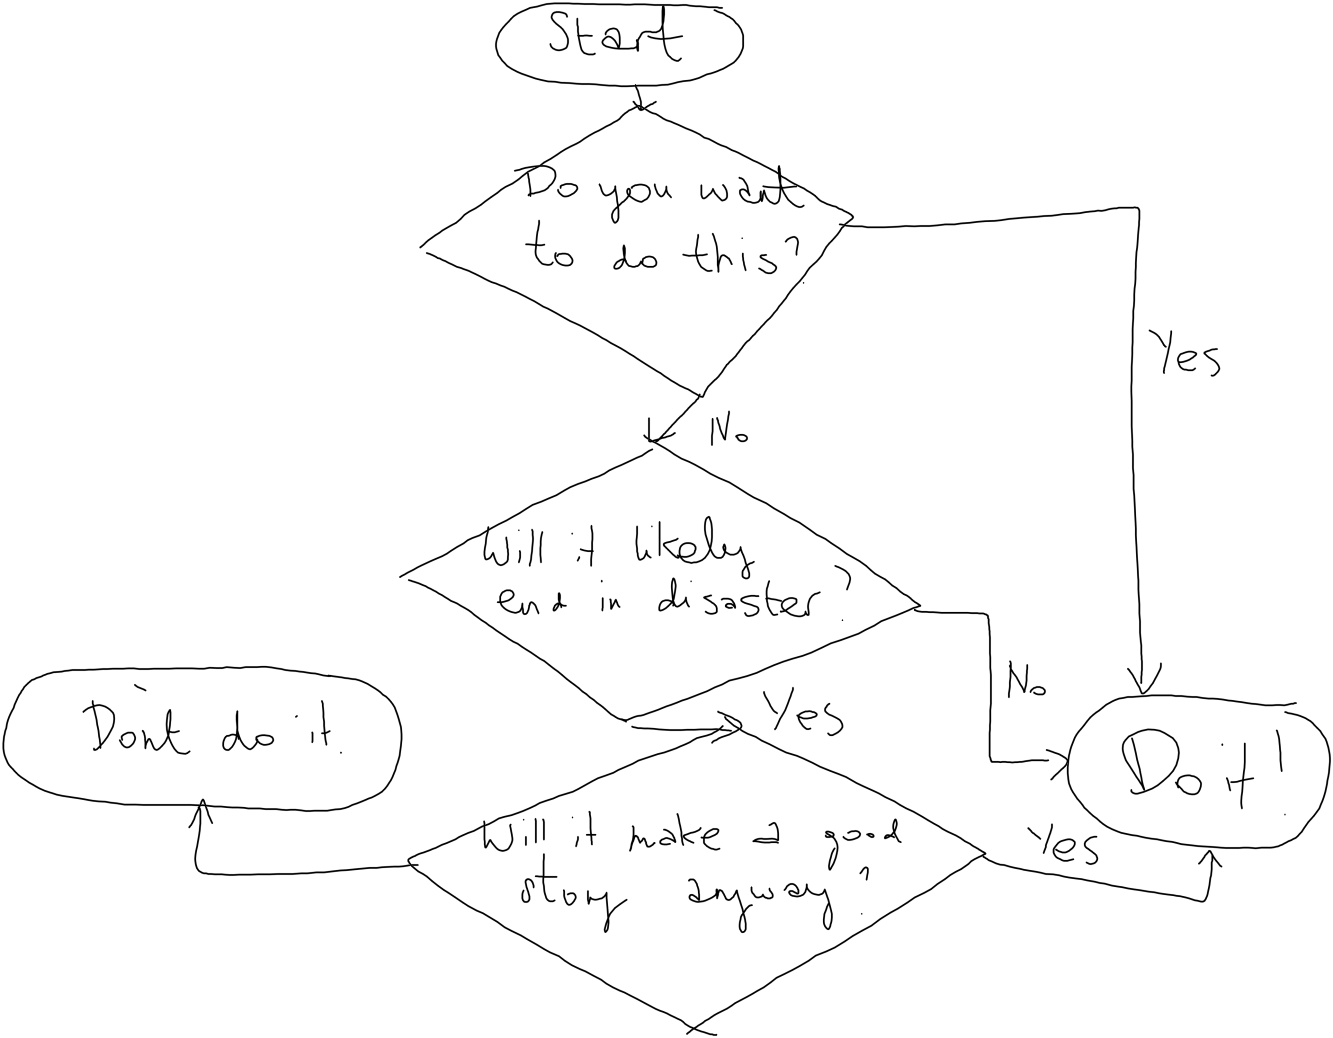 Start
Do you want
to do this?
Yes
No
Will it likely
end in disaster?
No
Yes
Don't do it.
Do it!
Will it make a good
story anyway?
Yes